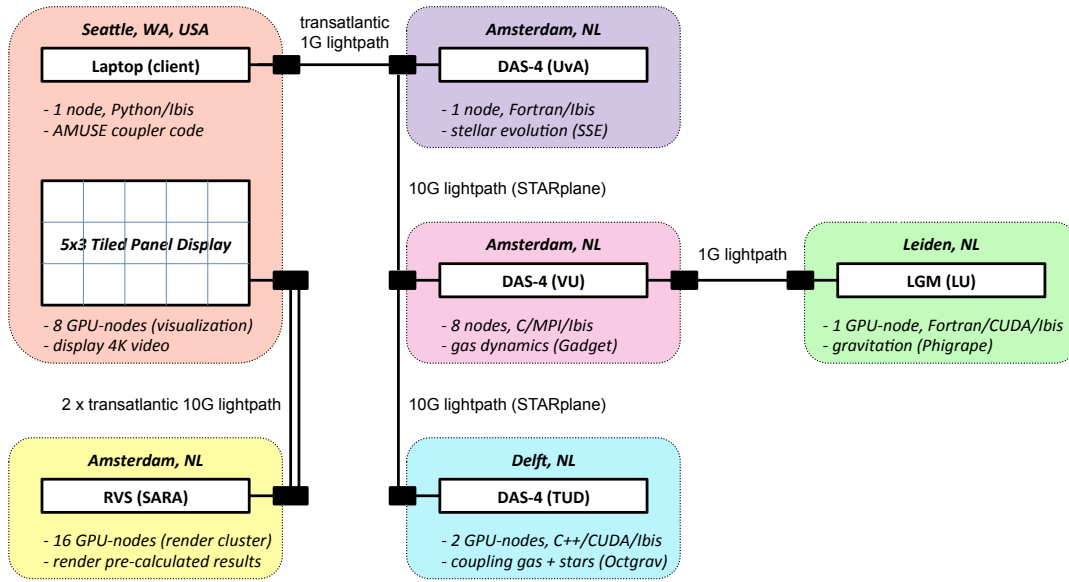 Seattle, WA, USA
Laptop (client)
- 1 node, Python/Ibis
- AMUSE coupler code
5x3 Tiled Panel Display
- 8 GPU-nodes (visualization)
- display 4K video
transatlantic
1G lightpath
Amsterdam, NL
DAS-4 (UvA)
- 1 node, Fortran/Ibis
- stellar evolution (SSE)
10G lightpath (STARplane)
Amsterdam, NL
DAS-4 (VU)
- 8 nodes, C/MPI/Ibis
- gas dynamics (Gadget)
1G lightpath
Leiden, NL
LGM (LU)
- 1 GPU-node, Fortran/CUDA/Ibis
- gravitation (Phigrape)
2 x transatlantic 10G lightpath
10G lightpath (STARplane)
Amsterdam, NL
RVS (SARA)
- 16 GPU-nodes (render cluster)
- render pre-calculated results
Delft, NL
DAS-4 (TUD)
- 2 GPU-nodes, C++/CUDA/Ibis
- coupling gas + stars (Octgrav)